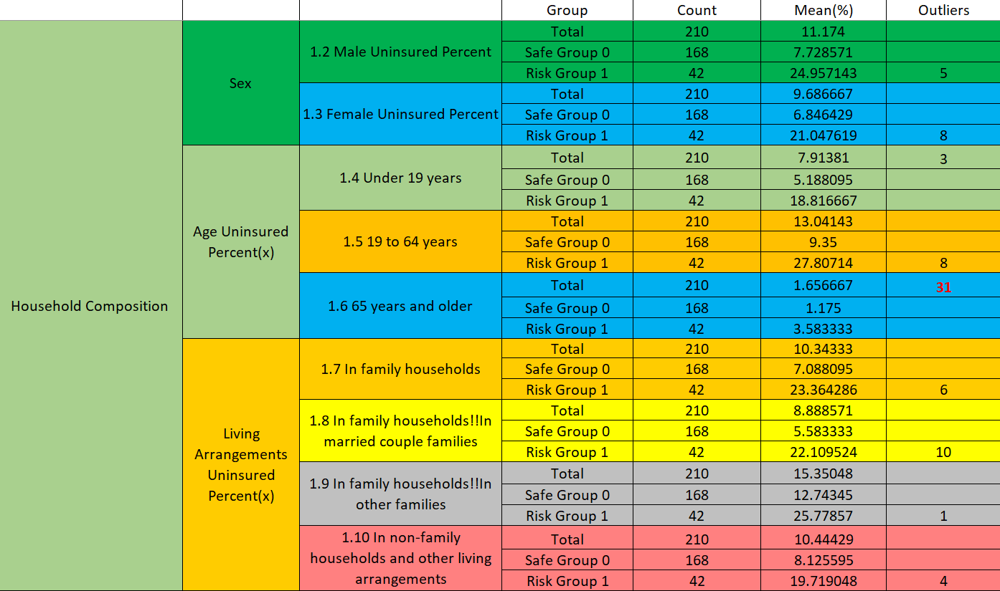 Group Count Mean(%) Outliers
Household Composition
Sex
1.2 Male Uninsured Percent
Total 210 11.174
Safe Group 0 168 7.728571
Risk Group 1 42 24.957143 5
1.3 Female Uninsured Percent
Total 210 9.686667
Safe Group 0 168 6.846429
Risk Group 1 42 21.047619 8
Age Uninsured
Percent(x)
1.4 Under 19 years
Total 210 7.91381 3
Safe Group 0 168 5.188095
Risk Group 1 42 18.816667
1.5 19 to 64 years
Total 210 13.04143
Safe Group 0 168 9.35
Risk Group 1 42 27.80714 8
1.6 65 years and older
Total 210 1.656667 31
Safe Group 0 168 1.175
Risk Group 1 42 3.583333
Living
Arrangements
Uninsured
Percent(x)
1.7 In family households
Total 210 10.34333
Safe Group 0 168 7.088095
Risk Group 1 42 23.364286 6
1.8 In family households!!In
married couple families
Total 210 8.888571
Safe Group 0 168 5.583333
Risk Group 1 42 22.109524 10
1.9 In family households!!In
other families
Total 210 15.35048
Safe Group 0 168 12.74345
Risk Group 1 42 25.77857 1
1.10 In non-family
households and other living
arrangements
Total 210 10.44429
Safe Group 0 168 8.125595
Risk Group 1 42 19.719048 4